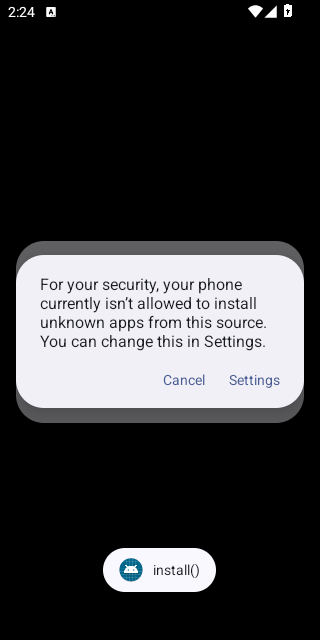 2:24
A
For your security, your phone
currently isn't allowed to install
unknown apps from this source.
You can change this in Settings.
Cancel Settings
install()